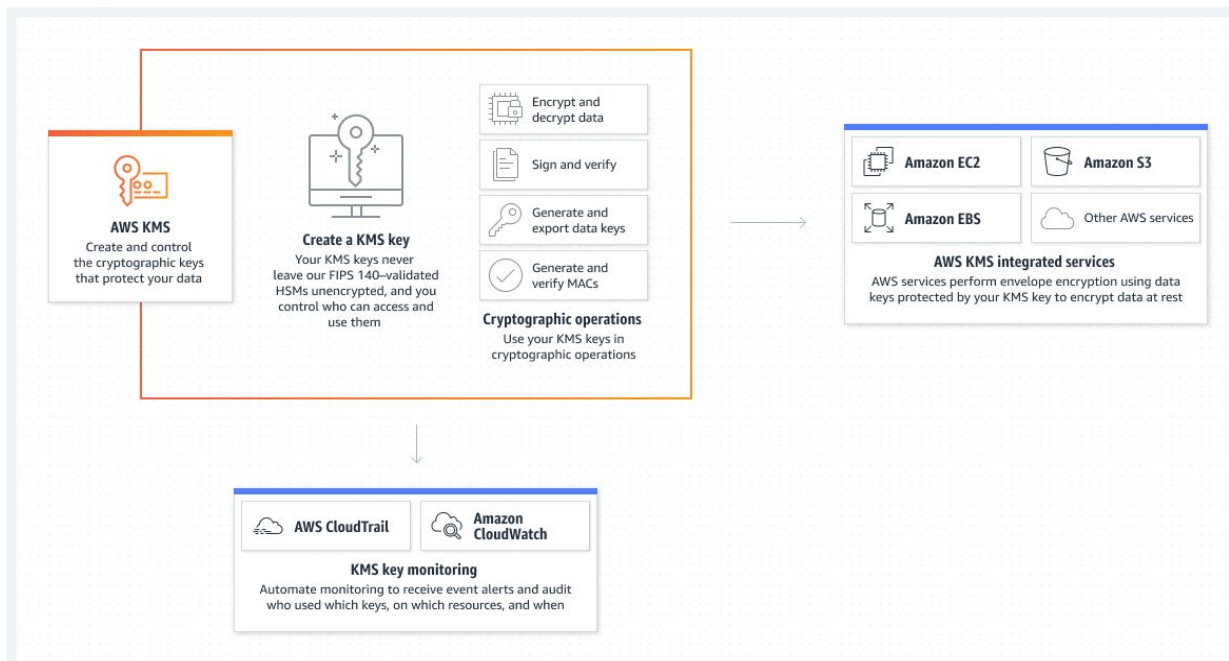 AWS KMS
Create and control
the cryptographic keys
that protect your data
Create a KMS key
Your KMS keys never
leave our FIPS 140–validated
HSMs unencrypted, and you
control who can access and
use them
Encrypt and
decrypt data
Sign and verify
Generate and
export data keys
Generate and
verify MACs
Cryptographic operations
Use your KMS keys in
cryptographic operations
Amazon EC2
Amazon S3
Amazon EBS
Other AWS services
AWS KMS integrated services
AWS services perform envelope encryption using data
keys protected by your KMS key to encrypt data at rest
AWS CloudTrail
Amazon
CloudWatch
KMS key monitoring
Automate monitoring to receive event alerts and audit
who used which keys, on which resources, and when